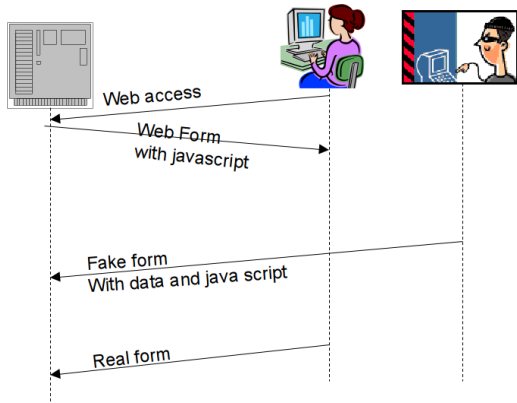 Web access
Web Form
with javascript
Fake form
With data and java script
Real form